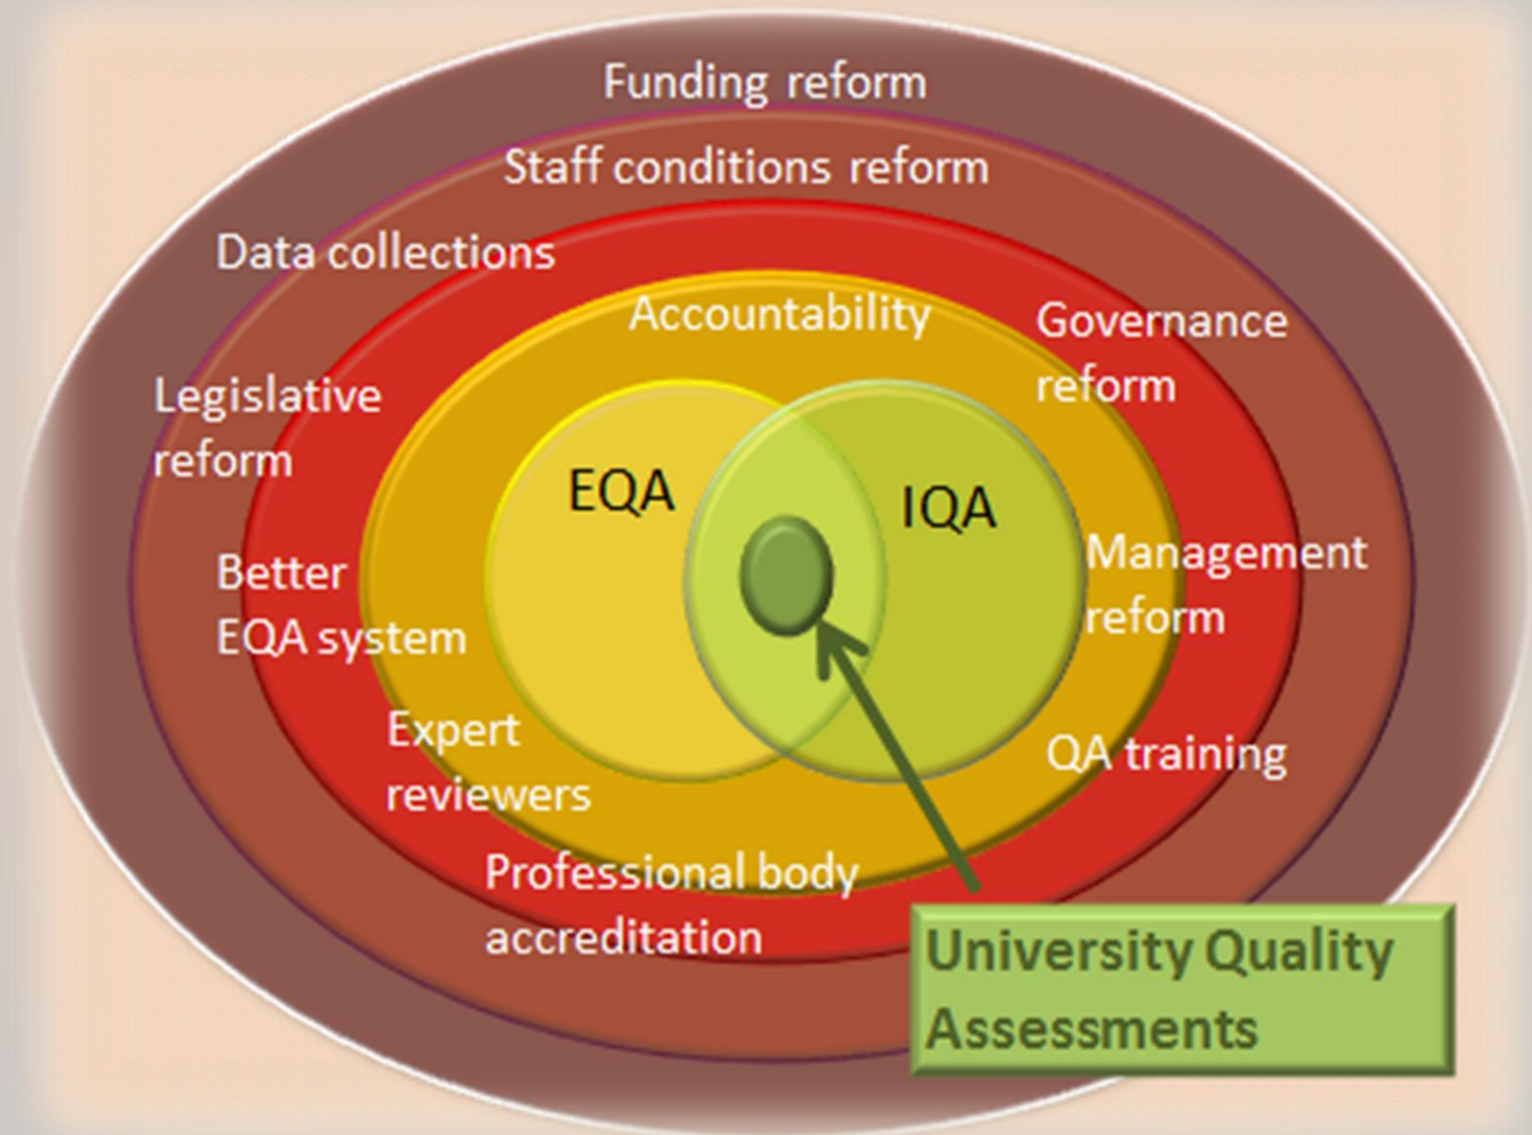 Funding reform
Staff conditions reform
Data collections
Accountability
Governance
reform
Legislative
reform
EQA
IQA
Management
reform
Better
EQA system
Expert
reviewers
QA training
Professional body
accreditation
University Quality
Assessments